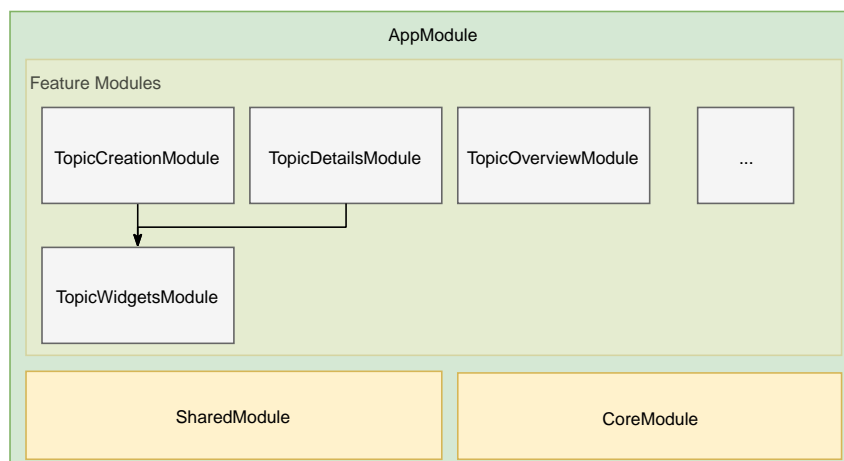 AppModule
Feature Modules
TopicCreationModule
TopicDetailsModule
TopicOverviewModule
...
TopicWidgetsModule
SharedModule
CoreModule